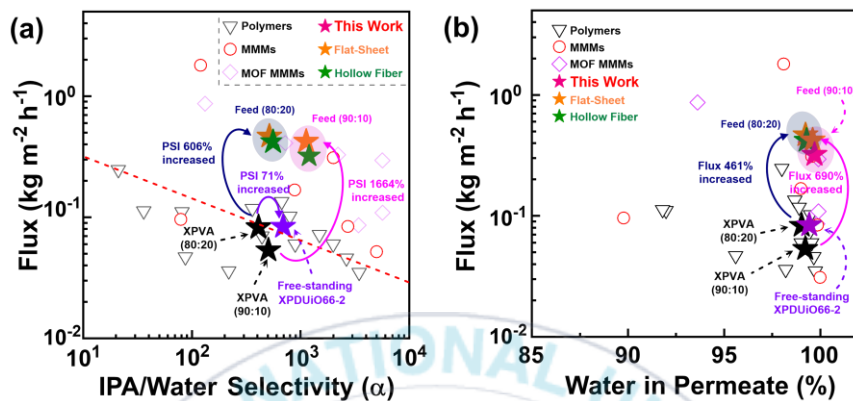 (a)
Flux (kg m⁻² h⁻¹)
10⁰
10⁻¹
10⁻²
Polymers
MMMs
MOF MMMs
This Work
Flat-Sheet
Hollow Fiber
Feed (80:20)
Feed (90:10)
PSI 606%
increased
PSI 71%
increased
PSI 1664%
increased
XPVA
(80:20)
XPVA
(90:10)
Free-standing
XPDUiO66-2
10¹
10²
10³
10⁴
IPA/Water Selectivity (α)
(b)
Flux (kg m⁻² h⁻¹)
10⁰
10⁻¹
10⁻²
Polymers
MMMs
MOF MMMs
This Work
Flat-Sheet
Hollow Fiber
Feed (90:10)
Feed (80:20)
Flux 461%
increased
Flux 690%
increased
XPVA
(80:20)
XPVA
(90:10)
Free-standing
XPDUiO66-2
85
90
95
100
Water in Permeate (%)
NATIONAL